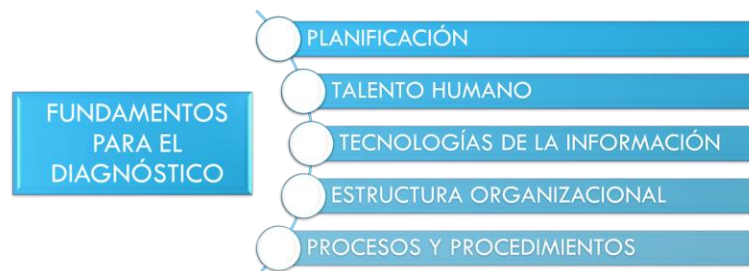 FUNDAMENTOS
PARA EL
DIAGNÓSTICO
PLANIFICACIÓN
TALENTO HUMANO
TECNOLOGÍAS DE LA INFORMACIÓN
ESTRUCTURA ORGANIZACIONAL
PROCESOS Y PROCEDIMIENTOS